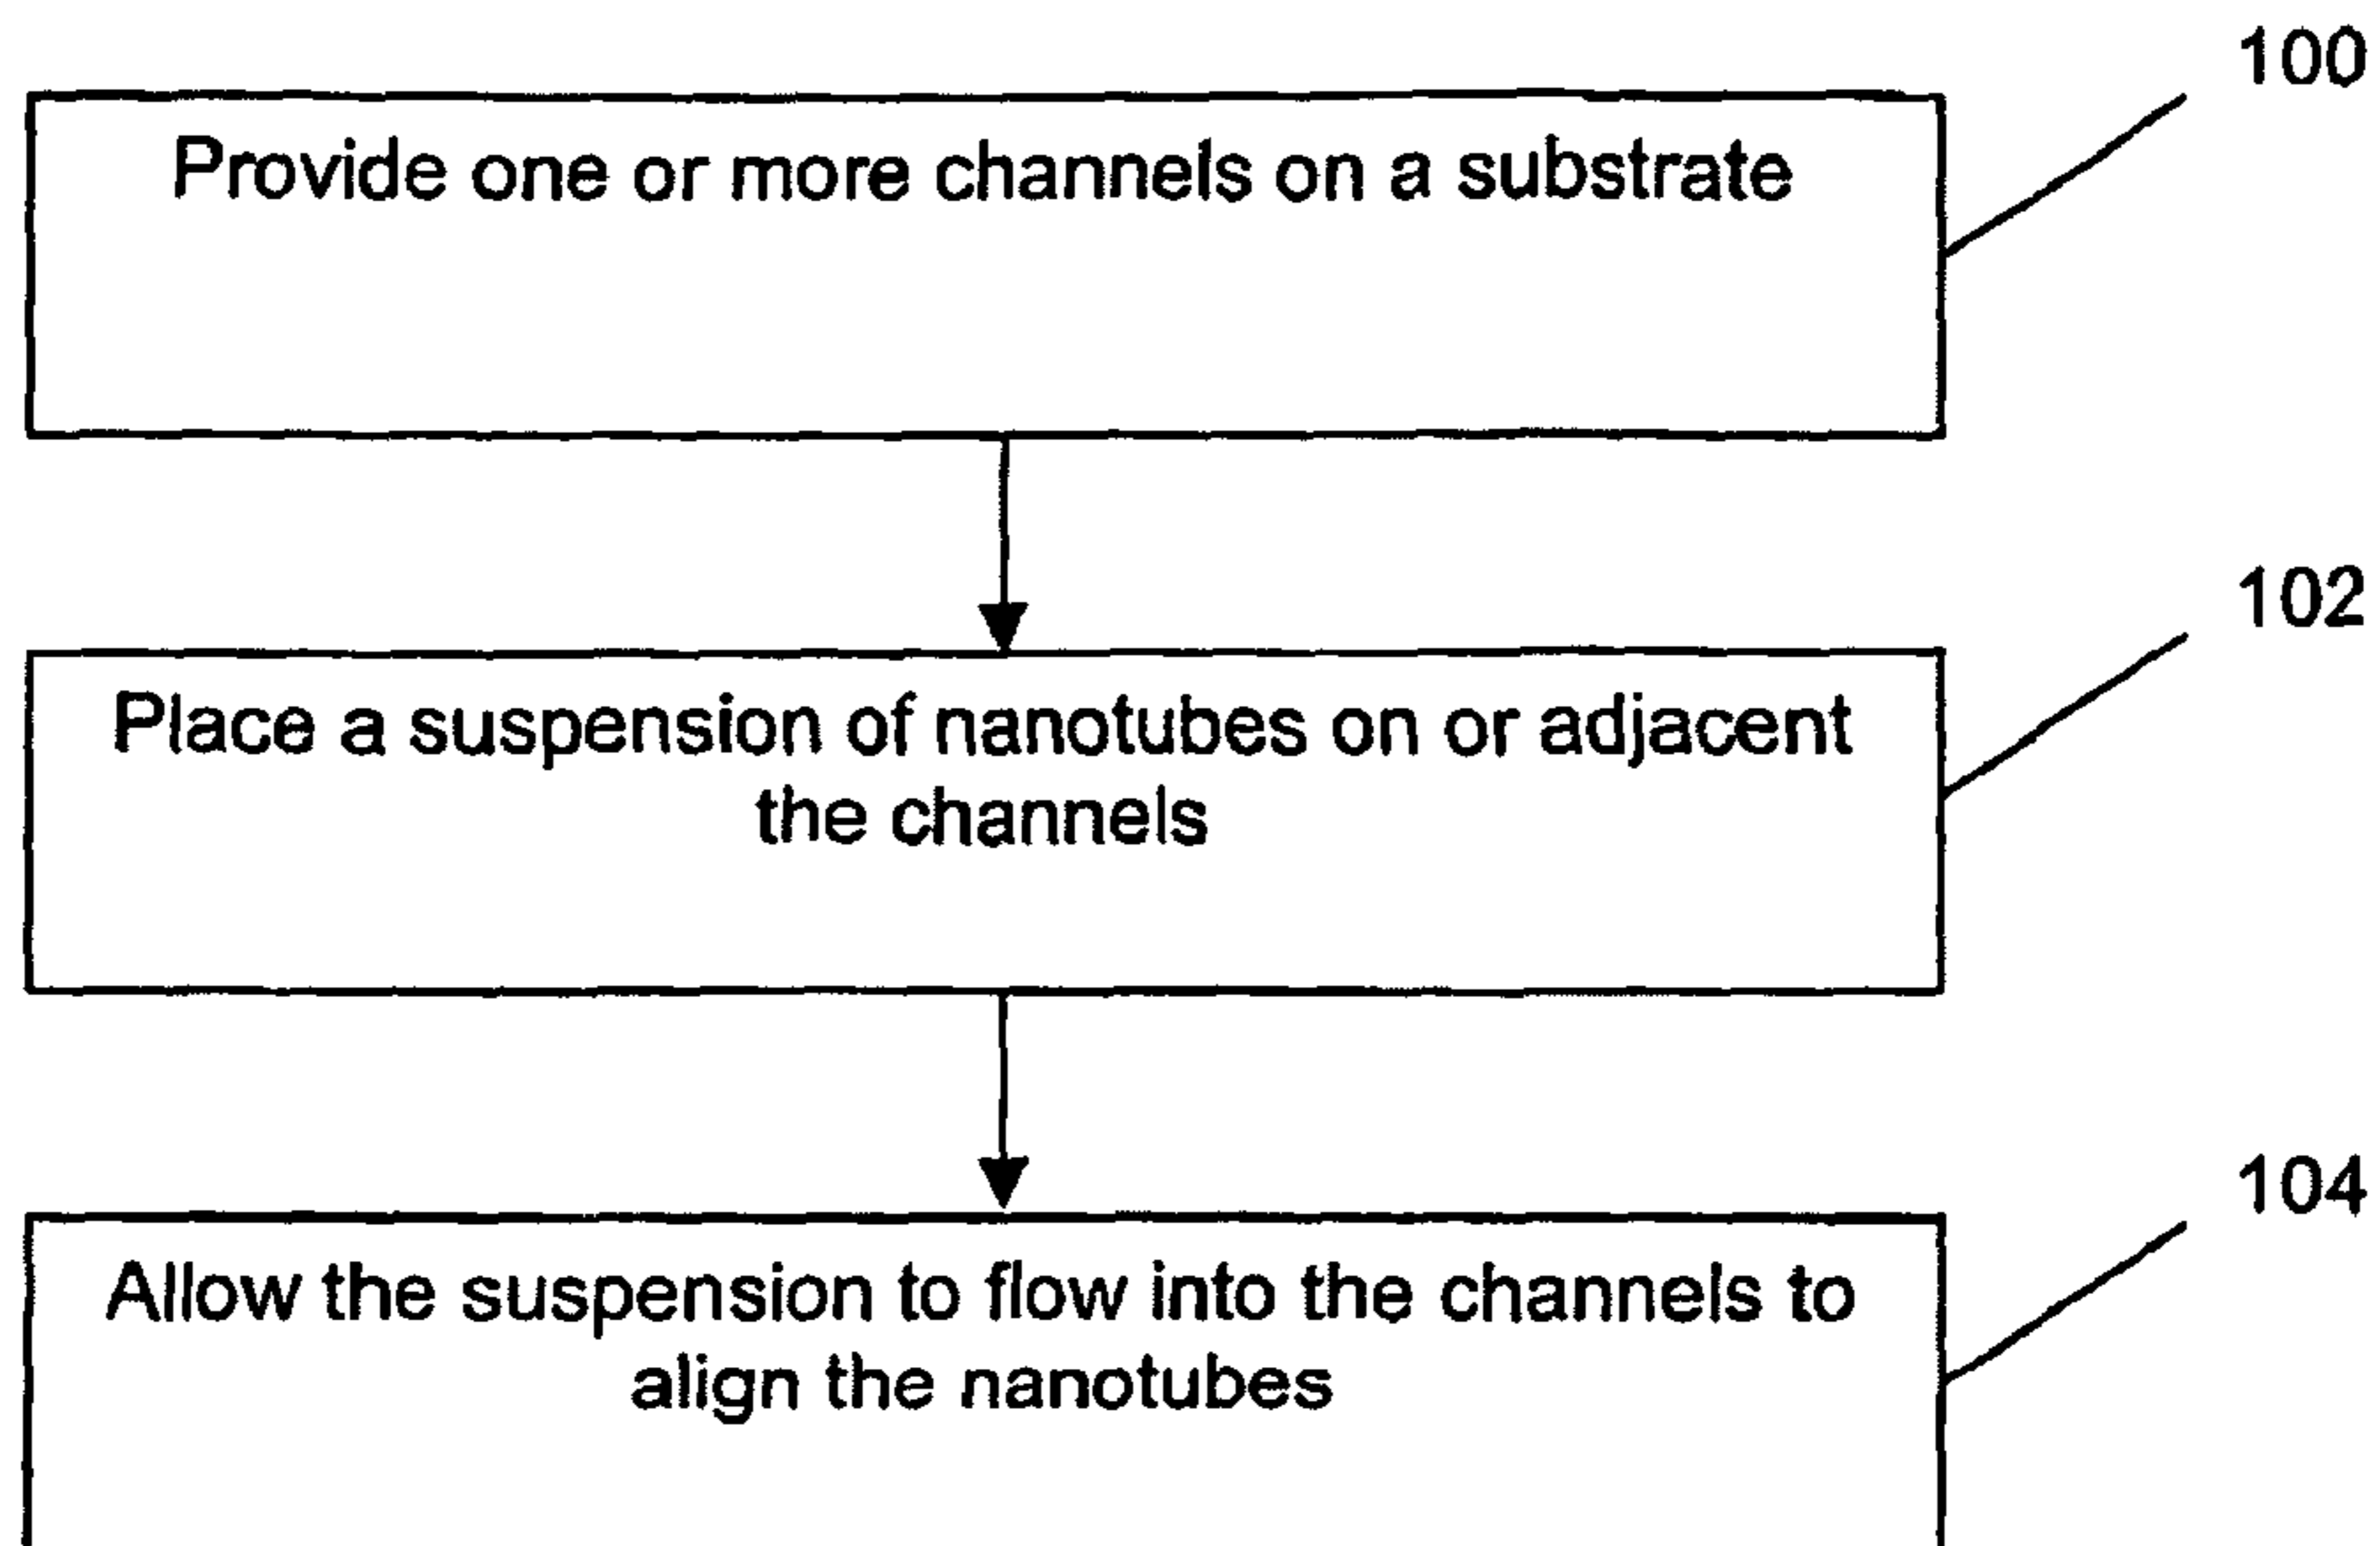 100
Provide one or more channels on a substrate
102
Place a suspension of nanotubes on or adjacent
the channels
104
Allow the suspension to flow into the channels to
align the nanotubes